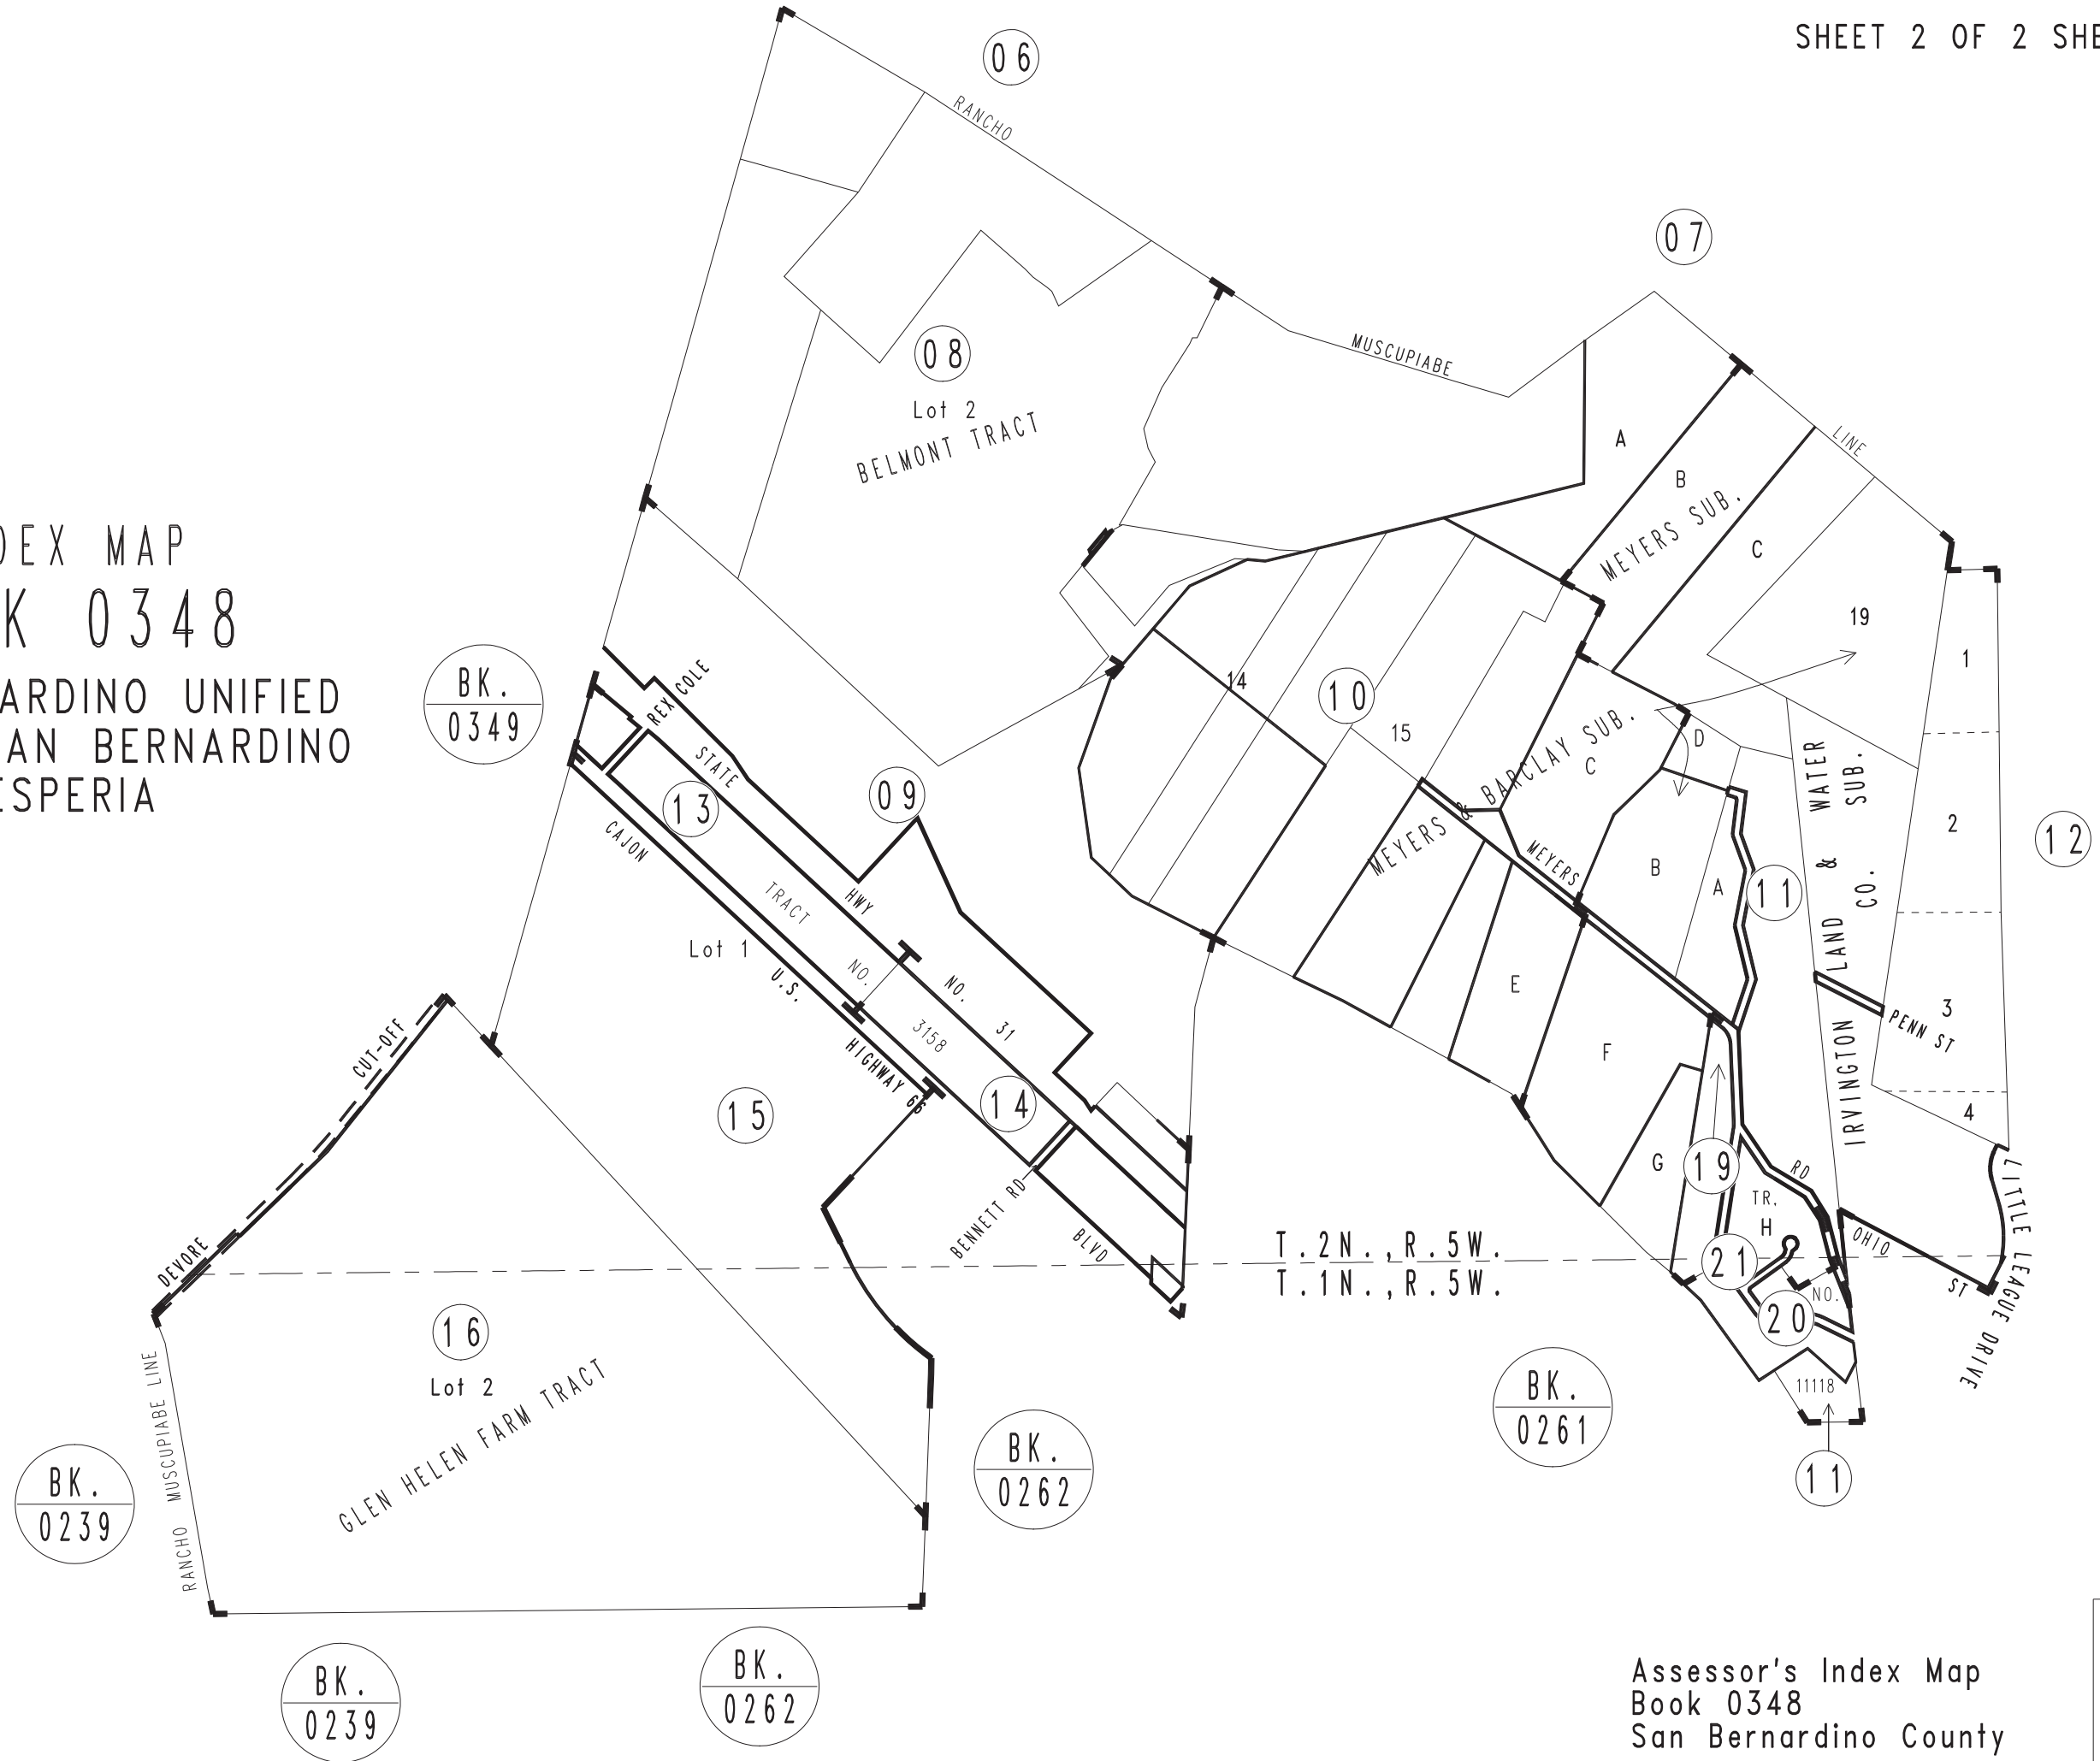 SHEET 2 OF 2 SHE
06
RANCHO
07
08
Lot 2
BELMONT TRACT
MUSCUPIABE
LINE
A
B
MEYERS SUB.
C
19
1
DEX MAP
K 0348
ARDINO UNIFIED
AN BERNARDINO
ESPERIA
BK.
0349
REX COLE
STATE
HWY
NO.
31
13
09
CAJON
U.S.
HIGHWAY 66
TRACT
NO.
3158
Lot 1
14
10
14
15
MEYERS & BARCLAY SUB.
C
D
B
A
MEYERS
RD
11
E
F
G
IRVINGTON LAND & WATER
CO. SUB.
2
12
3
PENN ST
4
19
TR.
H
21
20
NO.
11118
11
OHIO
ST
LITTLE LEAGUE DRIVE
DEVORE
CUT-OFF
15
BENNETT RD
BLVD
T.2N.,R.5W.
T.1N.,R.5W.
16
Lot 2
GLEN HELEN FARM TRACT
RANCHO MUSCUPIABE LINE
BK.
0239
BK.
0262
BK.
0261
BK.
0239
BK.
0262
Assessor's Index Map
Book 0348
San Bernardino County